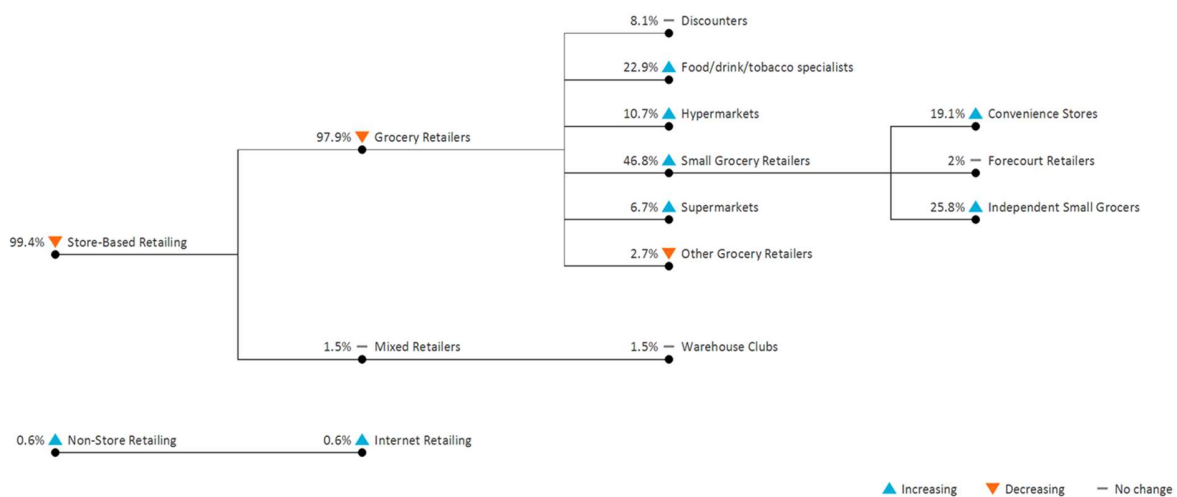 8.1% Discounters
22.9% Food/drink/tobacco specialists
10.7% Hypermarkets
19.1% Convenience Stores
97.9% Grocery Retailers
46.8% Small Grocery Retailers
2% Forecourt Retailers
6.7% Supermarkets
25.8% Independent Small Grocers
99.4% Store-Based Retailing
2.7% Other Grocery Retailers
1.5% Mixed Retailers
1.5% Warehouse Clubs
0.6% Non-Store Retailing
0.6% Internet Retailing
Increasing Decreasing No change